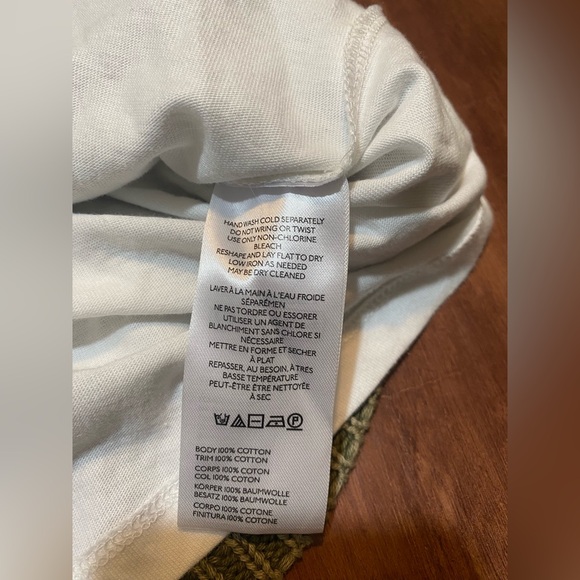 HAND WASH COLD SEPARATELY
DO NOT WRING OR TWIST
USE ONLY NON-CHLORINE
BLEACH
RESHAPE AND LAY FLAT TO DRY
LOW IRON AS NEEDED
MAY BE DRY CLEANED
LAVER À LA MAIN À L'EAU FROIDE
SÉPARÉMEN
NE PAS TORDRE OU ESSORER
UTILISER UN AGENT DE
BLANCHIMENT SANS CHLORE SI
NÉCESSAIRE
METTRE EN FORME ET SECHER
À PLAT
REPASSER, AU BESOIN, À TRÈS
BASSE TEMPÉRATURE
PEUT-ÊTRE ÊTRE NETTOYÉE
À SEC
P
BODY 100% COTTON
TRIM 100% COTTON
CORPS 100% COTON
COL 100% COTON
KÖRPER 100% BAUMWOLLE
BESATZ 100% BAUMWOLLE
CORPO 100% COTONE
FINITURA 100% COTONE